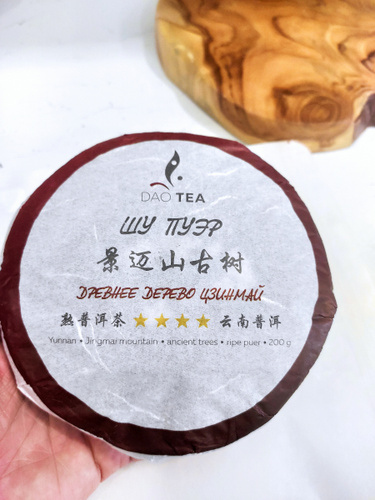 DAO TEA
ШУ ПУЭР
景迈山古树
ДРЕВНЕЕ ДЕРЕВО ЦЗИНМАЙ
熟普洱茶 ★★★★ 云南普洱
Yunnan • Jingmai mountain • ancient trees • ripe puer • 200 g